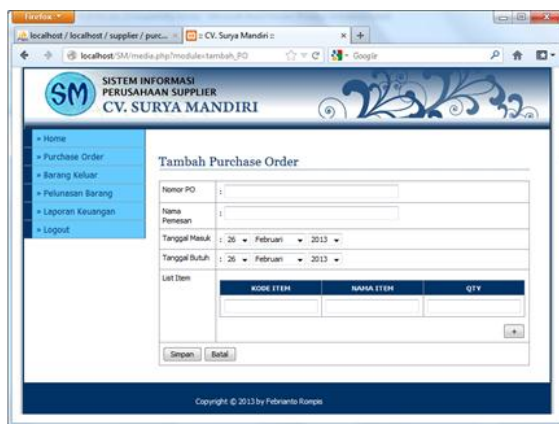 Firefox
localhost / localhost / supplier / purc...
:: CV. Surya Mandiri ::
localhost/SM/media.php?module=tambah_PO
Google
SM
SISTEM INFORMASI
PERUSAHAAN SUPPLIER
CV. SURYA MANDIRI
» Home
» Purchase Order
» Barang Keluar
» Pelunasan Barang
» Laporan Keuangan
» Logout
Tambah Purchase Order
Nomor PO :
Nama Pemesan :
Tanggal Masuk : 26 Februari 2013
Tanggal Butuh : 26 Februari 2013
List Item
KODE ITEM NAMA ITEM QTY
+
Simpan Batal
Copyright © 2013 by Febrianto Rompis